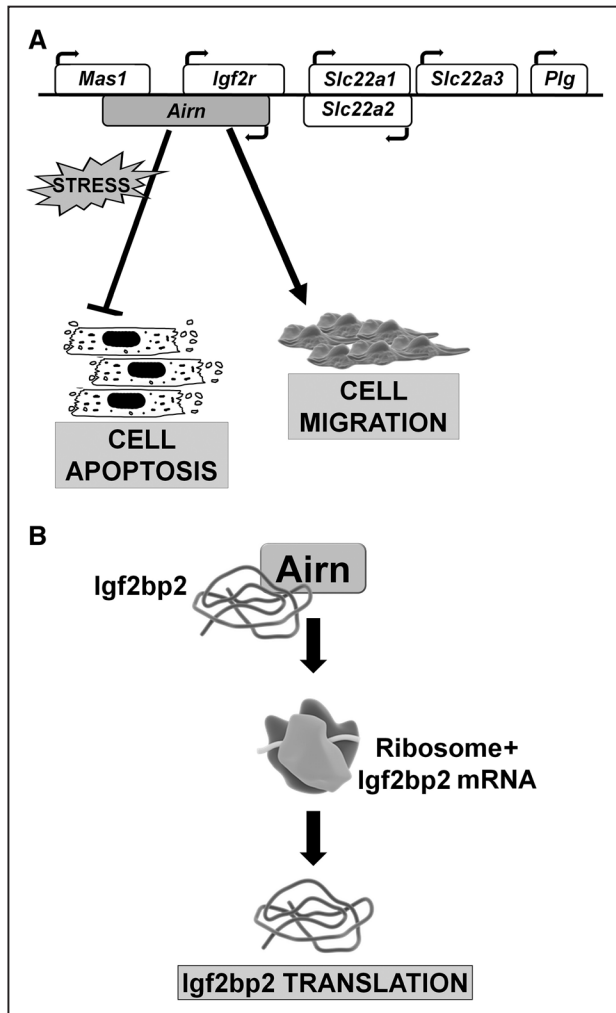 A
Mas1 Igf2r Slc22a1 Slc22a3 Plg
Airn Slc22a2
STRESS
CELL
APOPTOSIS
CELL
MIGRATION
B
Igf2bp2
Airn
Ribosome+
Igf2bp2 mRNA
Igf2bp2 TRANSLATION